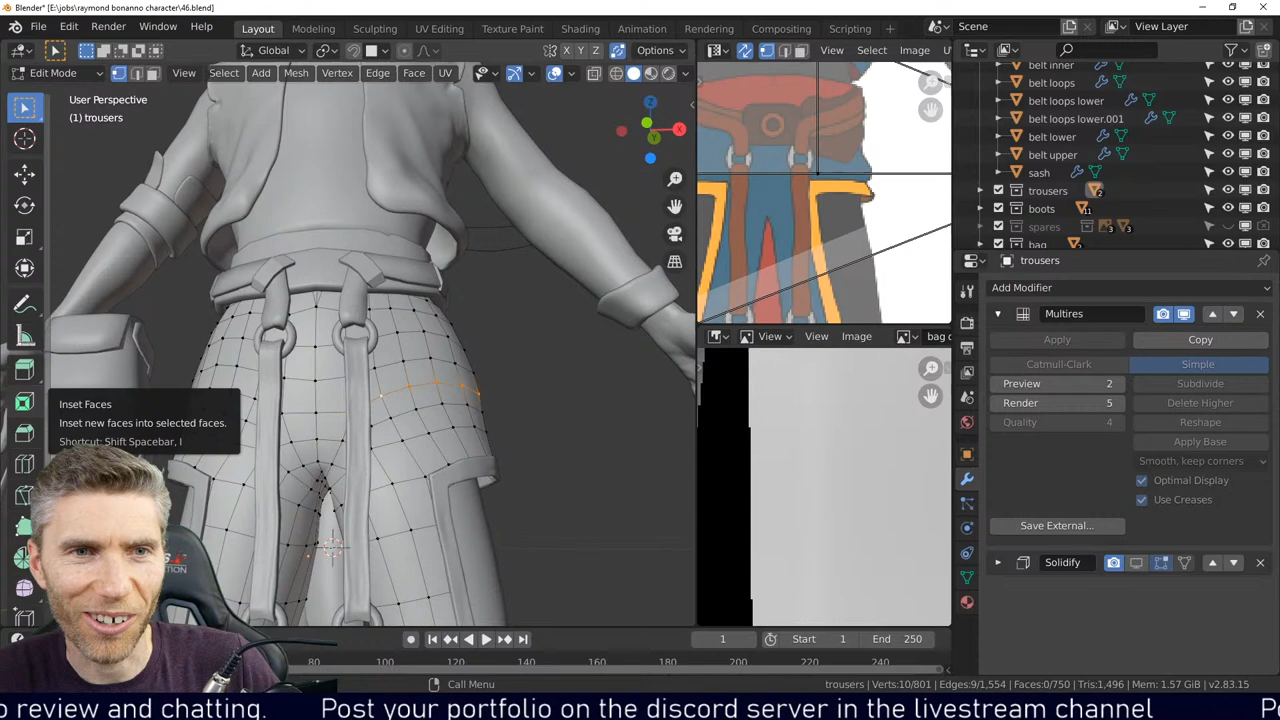 Blender* [E:\jobs\raymond bonanno character\46.blend]
File Edit Render Window Help Layout Modeling Sculpting UV Editing Texture Paint Shading Animation Rendering Compositing Scripting Scene View Layer
Global X Y Z Options View Select Image
Edit Mode View Select Add Mesh Vertex Edge Face UV
User Perspective
(1) trousers
Z
X
Y
belt inner
belt loops
belt loops lower
belt loops lower.001
belt lower
belt upper
sash
trousers 2
boots 11
spares 3 3
bag 2
trousers
Add Modifier
Multires
Apply Copy
Catmull-Clark Simple
Preview 2 Subdivide
Render 5 Delete Higher
Quality 4 Reshape
Apply Base
Smooth, keep corners
Optimal Display
Use Creases
Save External...
Solidify
View View Image bag d
Inset Faces
Inset new faces into selected faces.
Shortcut: Shift Spacebar, I
1 Start 1 End 250
80 100 120 140 160 180 200 220 240
Call Menu
trousers | Verts:10/801 | Edges:9/1,554 | Faces:0/750 | Tris:1,496 | Mem: 1.57 GiB | v2.83.15
o review and chatting. Post your portfolio on the discord server in the livestream channel